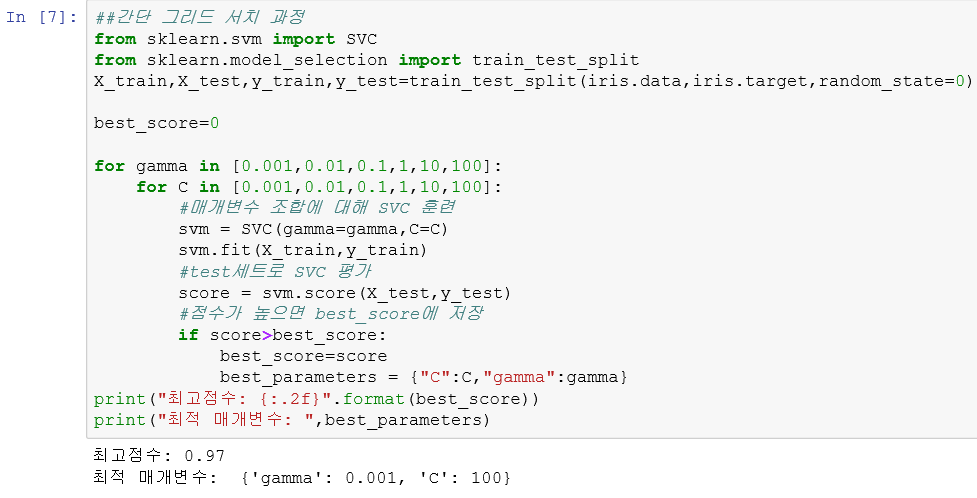 In [7]: ##간단 그리드 서치 과정
from sklearn.svm import SVC
from sklearn.model_selection import train_test_split
X_train,X_test,y_train,y_test=train_test_split(iris.data,iris.target,random_state=0)
best_score=0
for gamma in [0.001,0.01,0.1,1,10,100]:
    for C in [0.001,0.01,0.1,1,10,100]:
        #매개변수 조합에 대해 SVC 훈련
        svm = SVC(gamma=gamma,C=C)
        svm.fit(X_train,y_train)
        #test세트로 SVC 평가
        score = svm.score(X_test,y_test)
        #점수가 높으면 best_score에 저장
        if score>best_score:
            best_score=score
            best_parameters = {"C":C,"gamma":gamma}
print("최고점수: {:.2f}".format(best_score))
print("최적 매개변수: ",best_parameters)
최고점수: 0.97
최적 매개변수:  {'gamma': 0.001, 'C': 100}